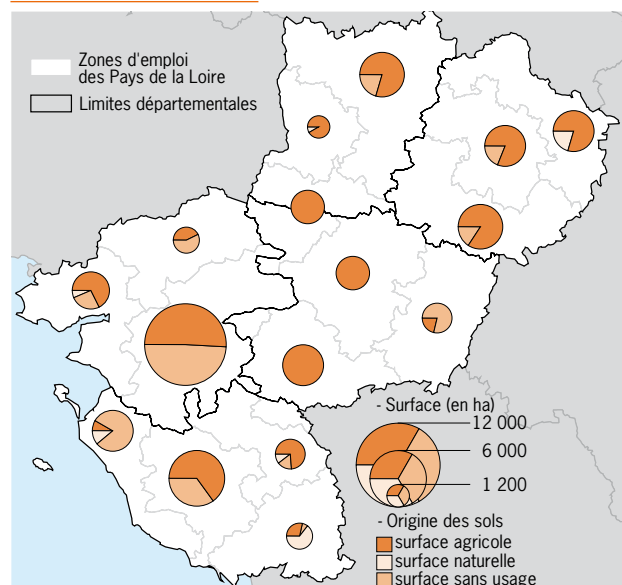 Zones d'emploi
des Pays de la Loire
Limites départementales
- Surface (en ha)
12 000
6 000
1 200
- Origine des sols
surface agricole
surface naturelle
surface sans usage